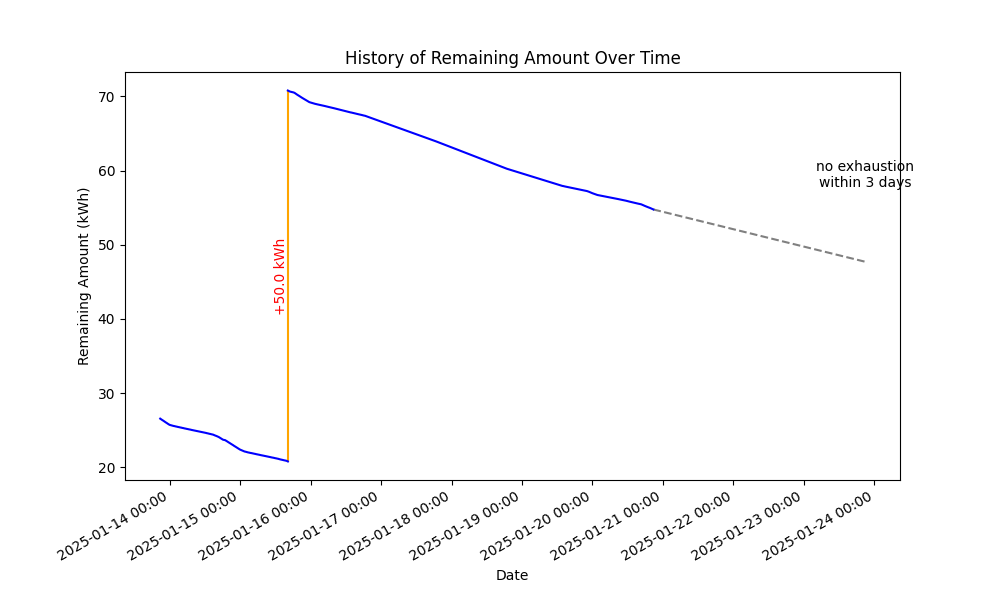 History of Remaining Amount Over Time
Remaining Amount (kWh)
70
60
50
40
30
20
+50.0 kWh
no exhaustion
within 3 days
2025-01-14 00:00
2025-01-15 00:00
2025-01-16 00:00
2025-01-17 00:00
2025-01-18 00:00
2025-01-19 00:00
2025-01-20 00:00
2025-01-21 00:00
2025-01-22 00:00
2025-01-23 00:00
2025-01-24 00:00
Date